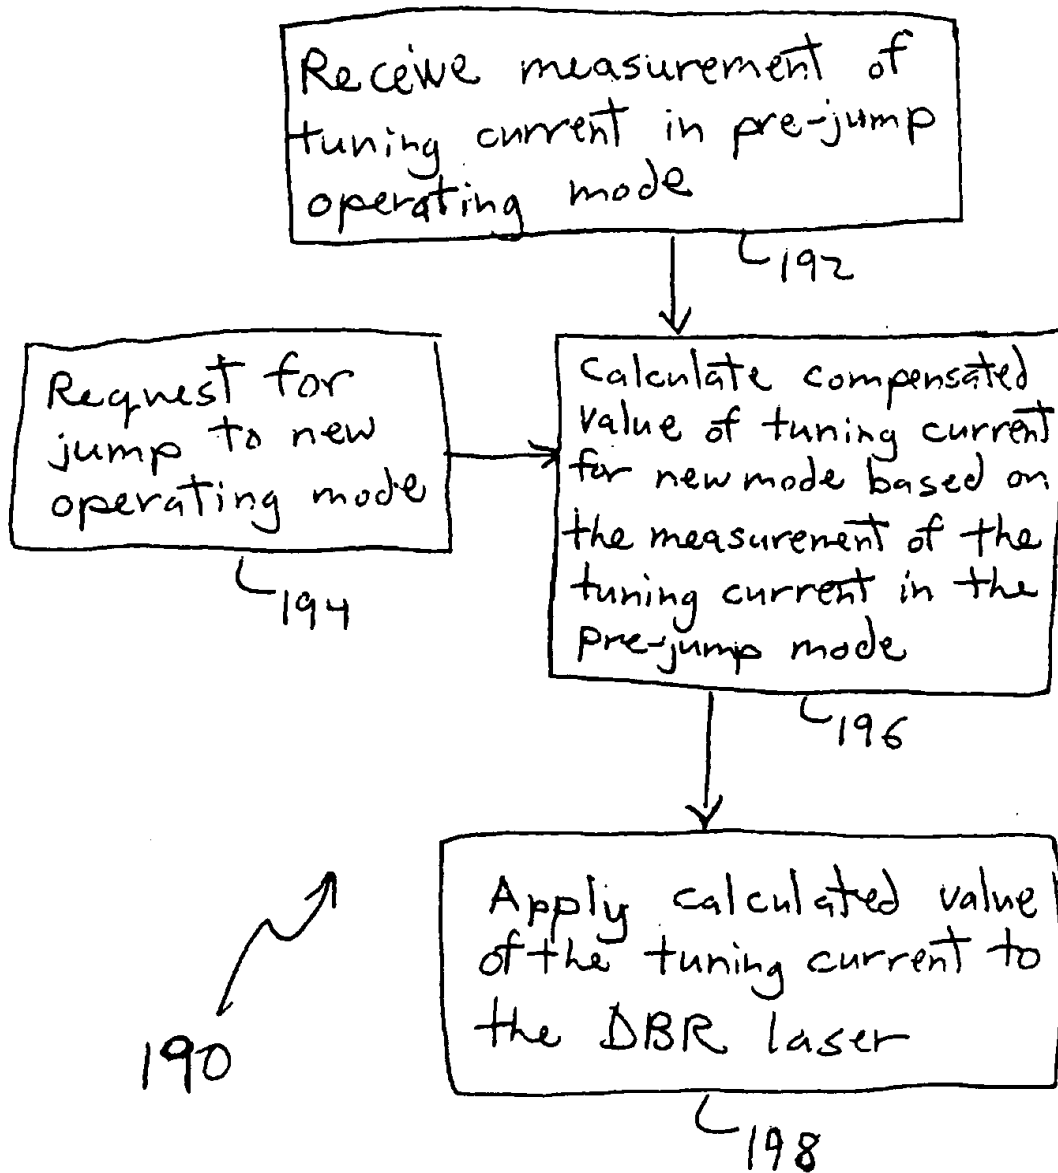 Receive measurement of
tuning current in pre-jump
operating mode
192
Request for
jump to new
operating mode
194
Calculate compensated
value of tuning current
for new mode based on
the measurement of the
tuning current in the
pre-jump mode
196
Apply calculated value
of the tuning current to
the DBR laser
198
190